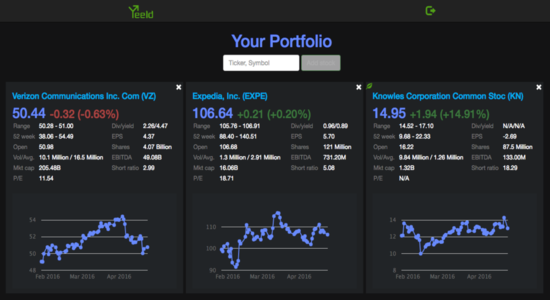 Yeeld
Your Portfolio
Ticker, Symbol
Add Stock
Verizon Communications Inc. Com (VZ)
50.44 -0.32 (-0.63%)
Range 50.28 - 51.00 Div/yield 2.26/4.47
52 week 38.06 - 54.49 EPS 4.37
Open 50.98 Shares 4.07 Billion
Vol/Avg. 10.1 Million / 16.5 Million EBITDA 49.08B
Mkt cap 205.48B Short ratio 2.99
P/E 11.54
54
52
50
48
Feb 2016 Mar 2016 Apr 2016
Expedia, Inc. (EXPE)
106.64 +0.21 (+0.20%)
Range 105.76 - 106.91 Div/yield 0.96/0.89
52 week 88.40 - 140.51 EPS 5.70
Open 106.68 Shares 121 Million
Vol/Avg. 1.3 Million / 2.91 Million EBITDA 731.20M
Mkt cap 16.06B Short ratio 5.08
P/E 18.71
110
100
90
Feb 2016 Mar 2016 Apr 2016
Knowles Corporation Common Stoc (KN)
14.95 +1.94 (+14.91%)
Range 14.52 - 17.10 Div/yield N/A/N/A
52 week 9.68 - 22.33 EPS -2.69
Open 16.22 Shares 87.5 Million
Vol/Avg. 9.84 Million / 1.26 Million EBITDA 133.00M
Mkt cap 1.32B Short ratio 18.29
P/E N/A
14
12
10
8
Feb 2016 Mar 2016 Apr 2016